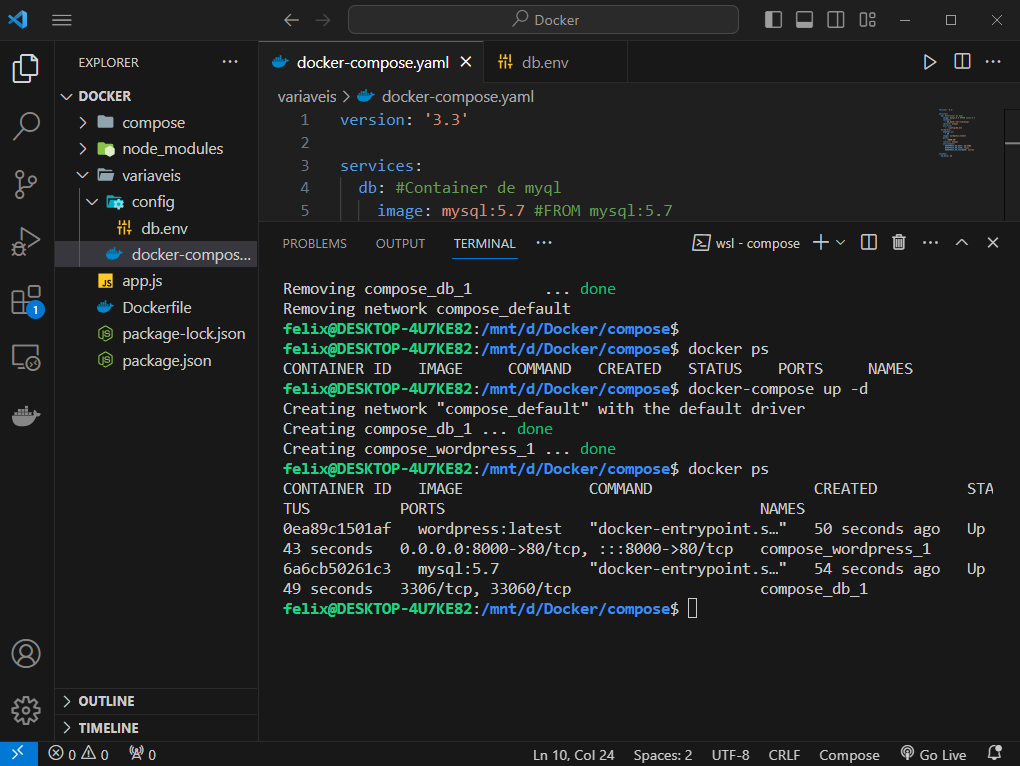 Docker
EXPLORER
DOCKER
compose
node_modules
variaveis
config
db.env
docker-compos...
app.js
Dockerfile
package-lock.json
package.json
OUTLINE
TIMELINE
1
docker-compose.yaml
db.env
variaveis > docker-compose.yaml
1 version: '3.3'
2
3 services:
4 db: #Container de myql
5 image: mysql:5.7 #FROM mysql:5.7
PROBLEMS OUTPUT TERMINAL ... wsl - compose
Removing compose_db_1 ... done
Removing network compose_default
felix@DESKTOP-4U7KE82:/mnt/d/Docker/compose$
felix@DESKTOP-4U7KE82:/mnt/d/Docker/compose$ docker ps
CONTAINER ID IMAGE COMMAND CREATED STATUS PORTS NAMES
felix@DESKTOP-4U7KE82:/mnt/d/Docker/compose$ docker-compose up -d
Creating network "compose_default" with the default driver
Creating compose_db_1 ... done
Creating compose_wordpress_1 ... done
felix@DESKTOP-4U7KE82:/mnt/d/Docker/compose$ docker ps
CONTAINER ID IMAGE COMMAND CREATED STA
TUS PORTS NAMES
0ea89c1501af wordpress:latest "docker-entrypoint.s…" 50 seconds ago Up
43 seconds 0.0.0.0:8000->80/tcp, :::8000->80/tcp compose_wordpress_1
6a6cb50261c3 mysql:5.7 "docker-entrypoint.s…" 54 seconds ago Up
49 seconds 3306/tcp, 33060/tcp compose_db_1
felix@DESKTOP-4U7KE82:/mnt/d/Docker/compose$
0 0 0 Ln 10, Col 24 Spaces: 2 UTF-8 CRLF Compose Go Live